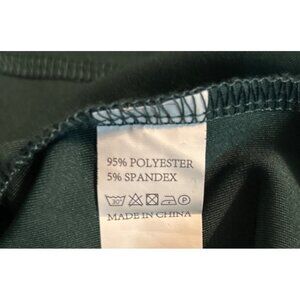 95% POLYESTER
5% SPANDEX
MADE IN CHINA